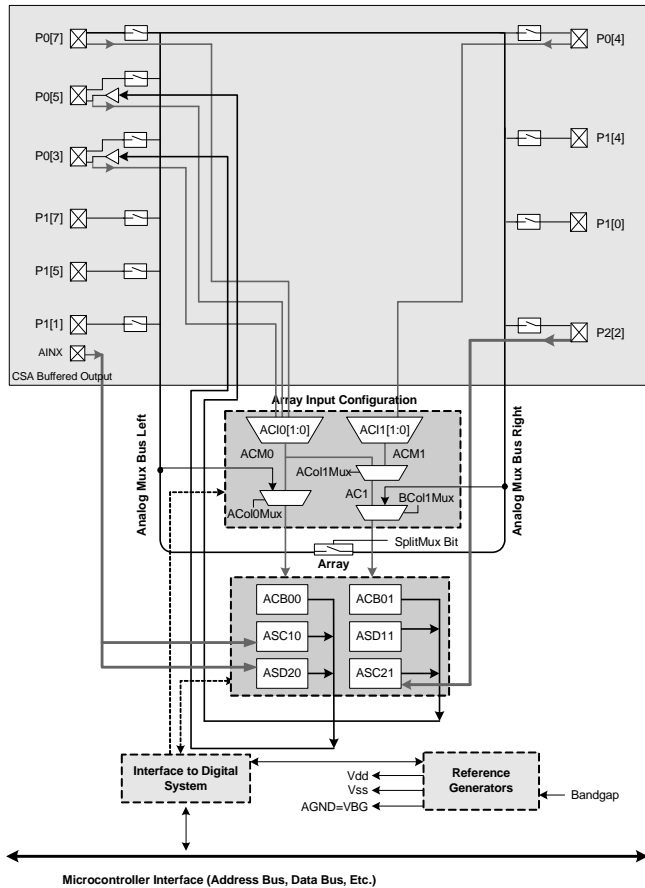 P0[7]
P0[4]
P0[5]
P1[4]
P0[3]
P1[7]
P1[0]
P1[5]
P1[1]
P2[2]
AINX
CSA Buffered Output
Array Input Configuration
ACI0[1:0]
ACI1[1:0]
ACM0
ACM1
ACol1Mux
AC1
BCol1Mux
ACol0Mux
Analog Mux Bus Left
Analog Mux Bus Right
SplitMux Bit
Array
ACB00
ACB01
ASC10
ASD11
ASD20
ASC21
Interface to Digital
System
Vdd
Vss
AGND=VBG
Reference
Generators
Bandgap
Microcontroller Interface (Address Bus, Data Bus, Etc.)